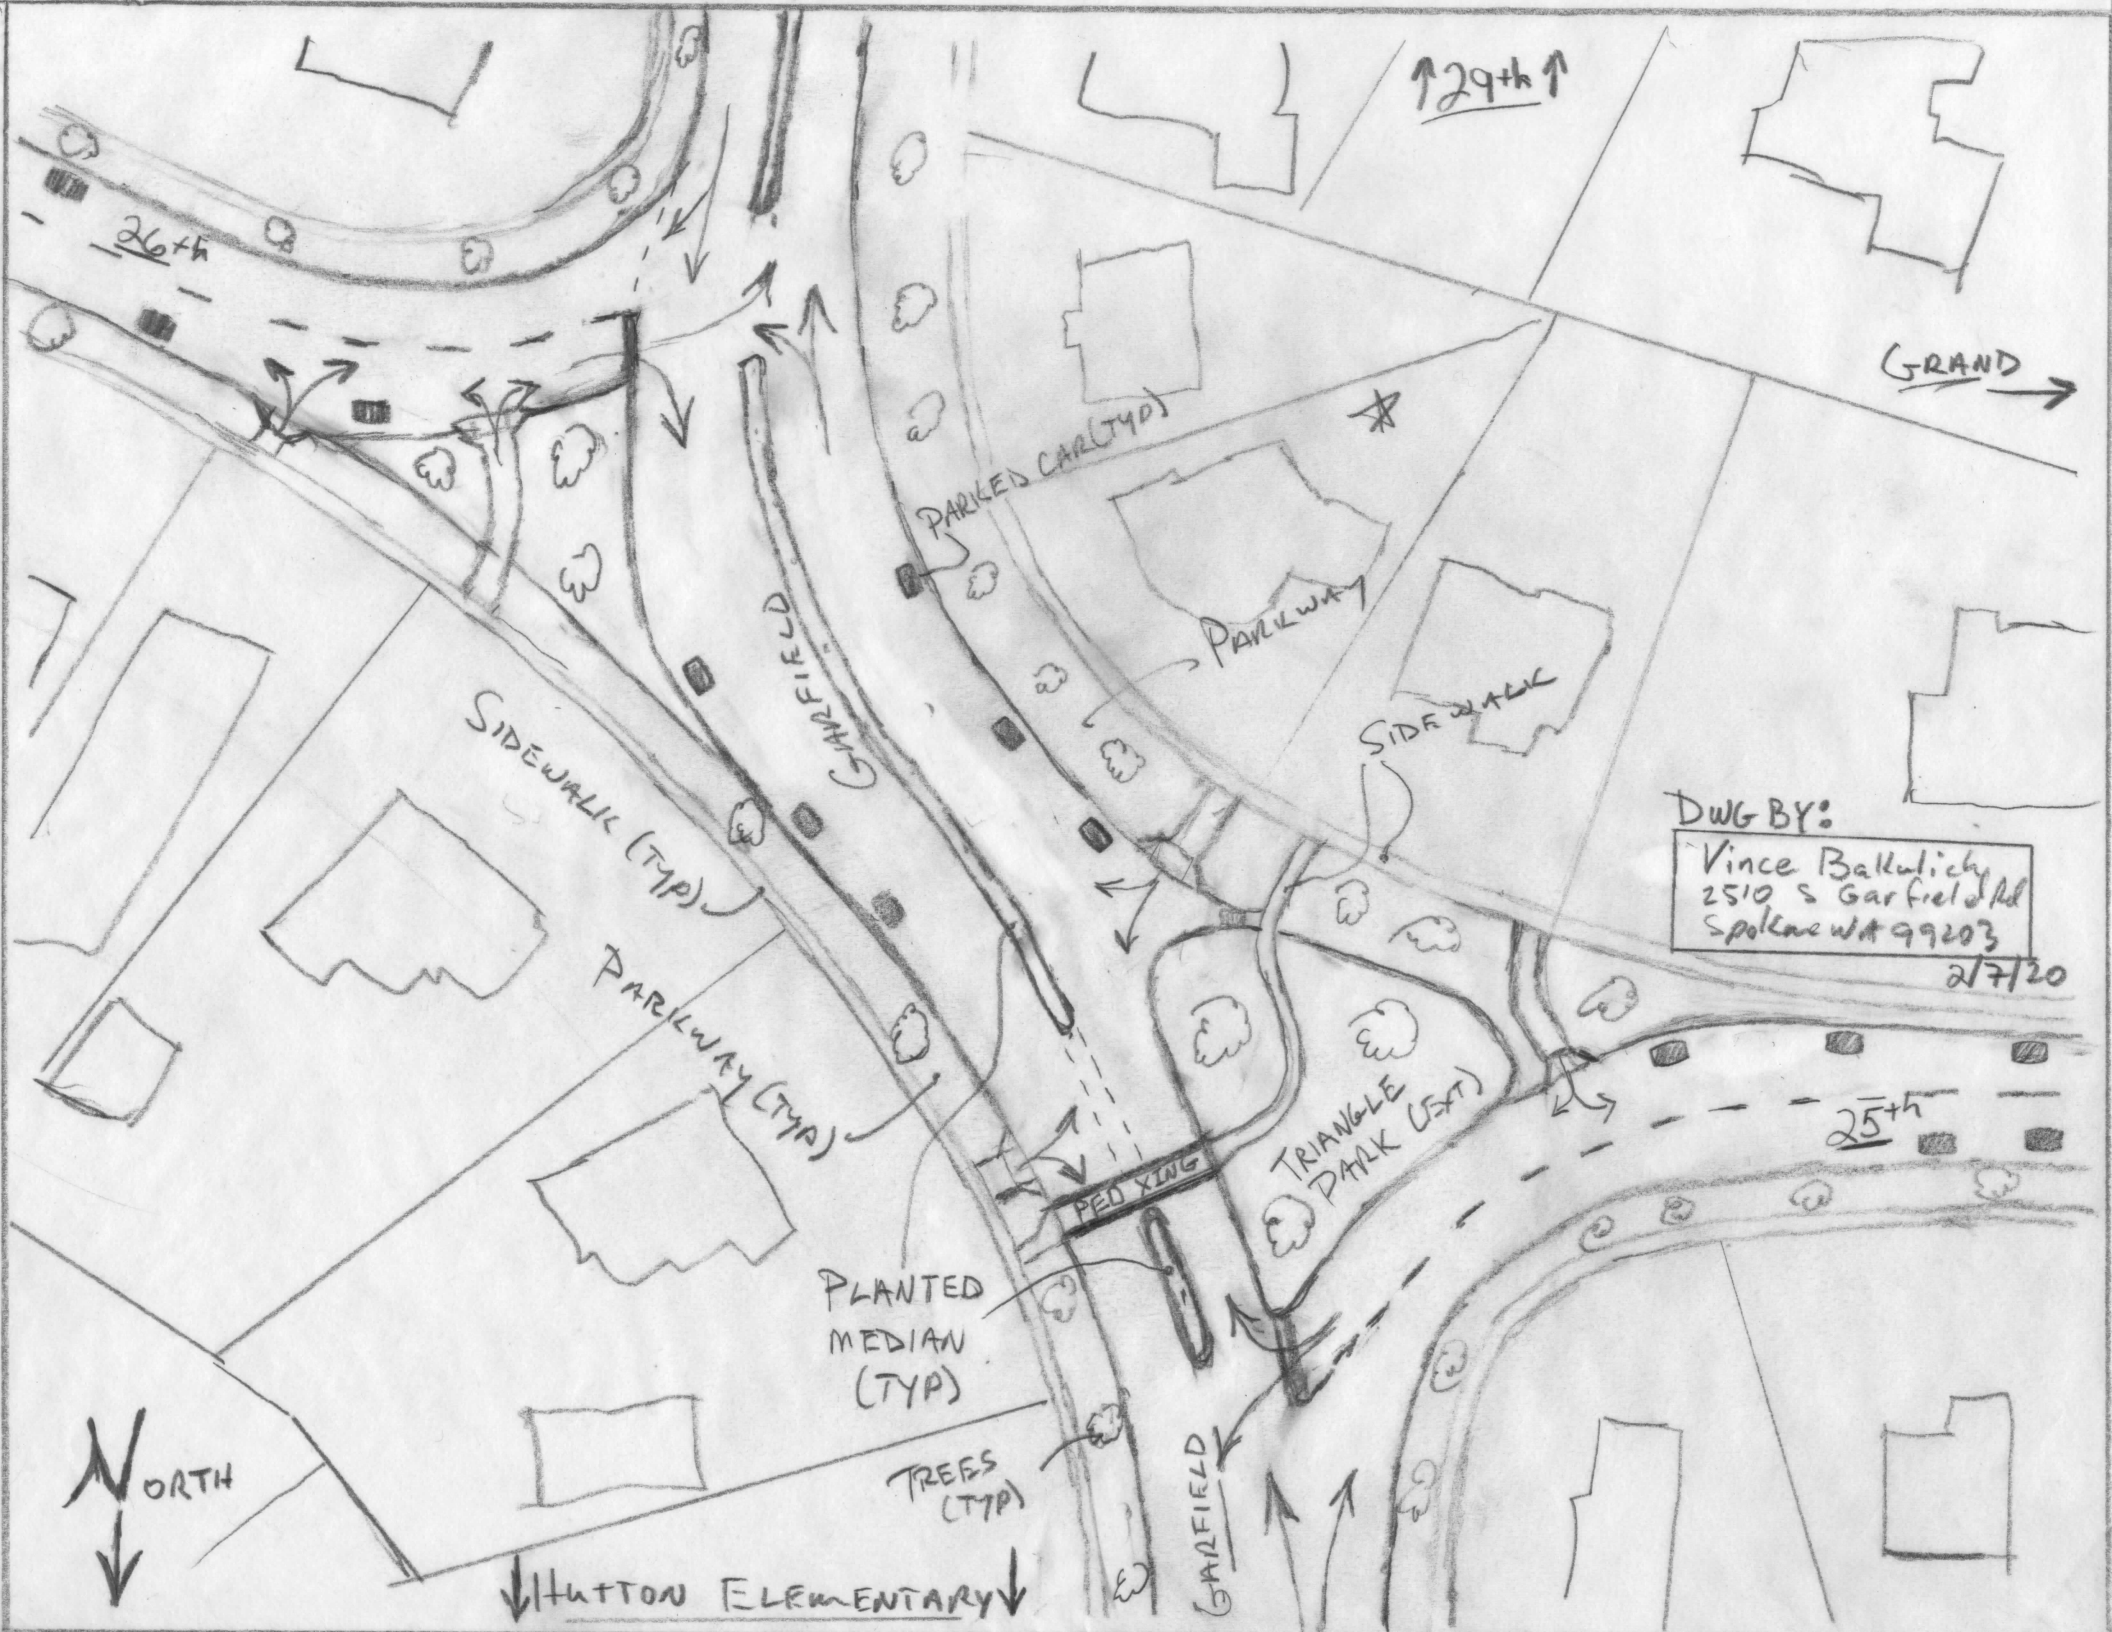 29th
26th
GRAND
PARKED CAR (TYP)
GARFIELD
PARKWAY
SIDEWALK
SIDEWALK (TYP)
DWG BY:
Vince Bakulich
2510 S Garfield Rd
Spokane WA 99203
2/7/20
PARKWAY (TYP)
25th
TRIANGLE
PARK (EXT)
PED XING
PLANTED
MEDIAN
(TYP)
TREES
(TYP)
GARFIELD
NORTH
HUTTON ELEMENTARY